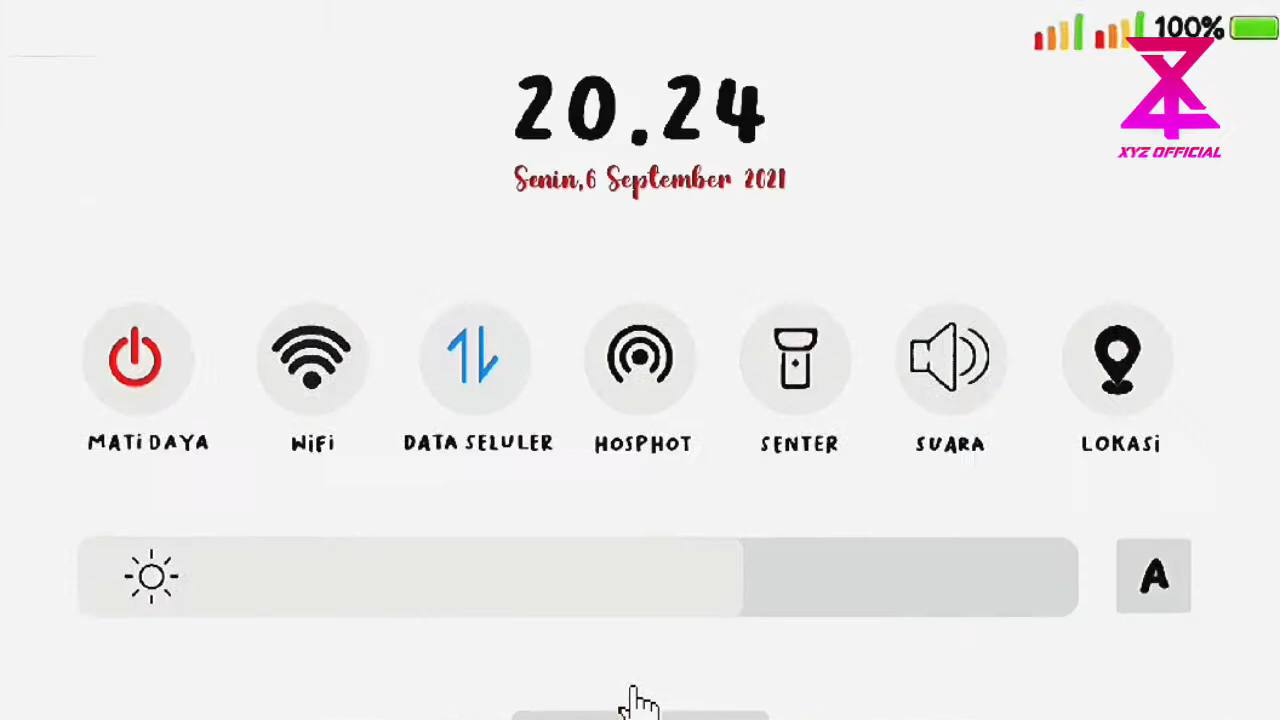 100%
XYZ OFFICIAL
20.24
Senin,6 September 2021
MATi DAYA
WiFi
DATA SELULER
HOSPHOT
SENTER
SUARA
LOKASi
A